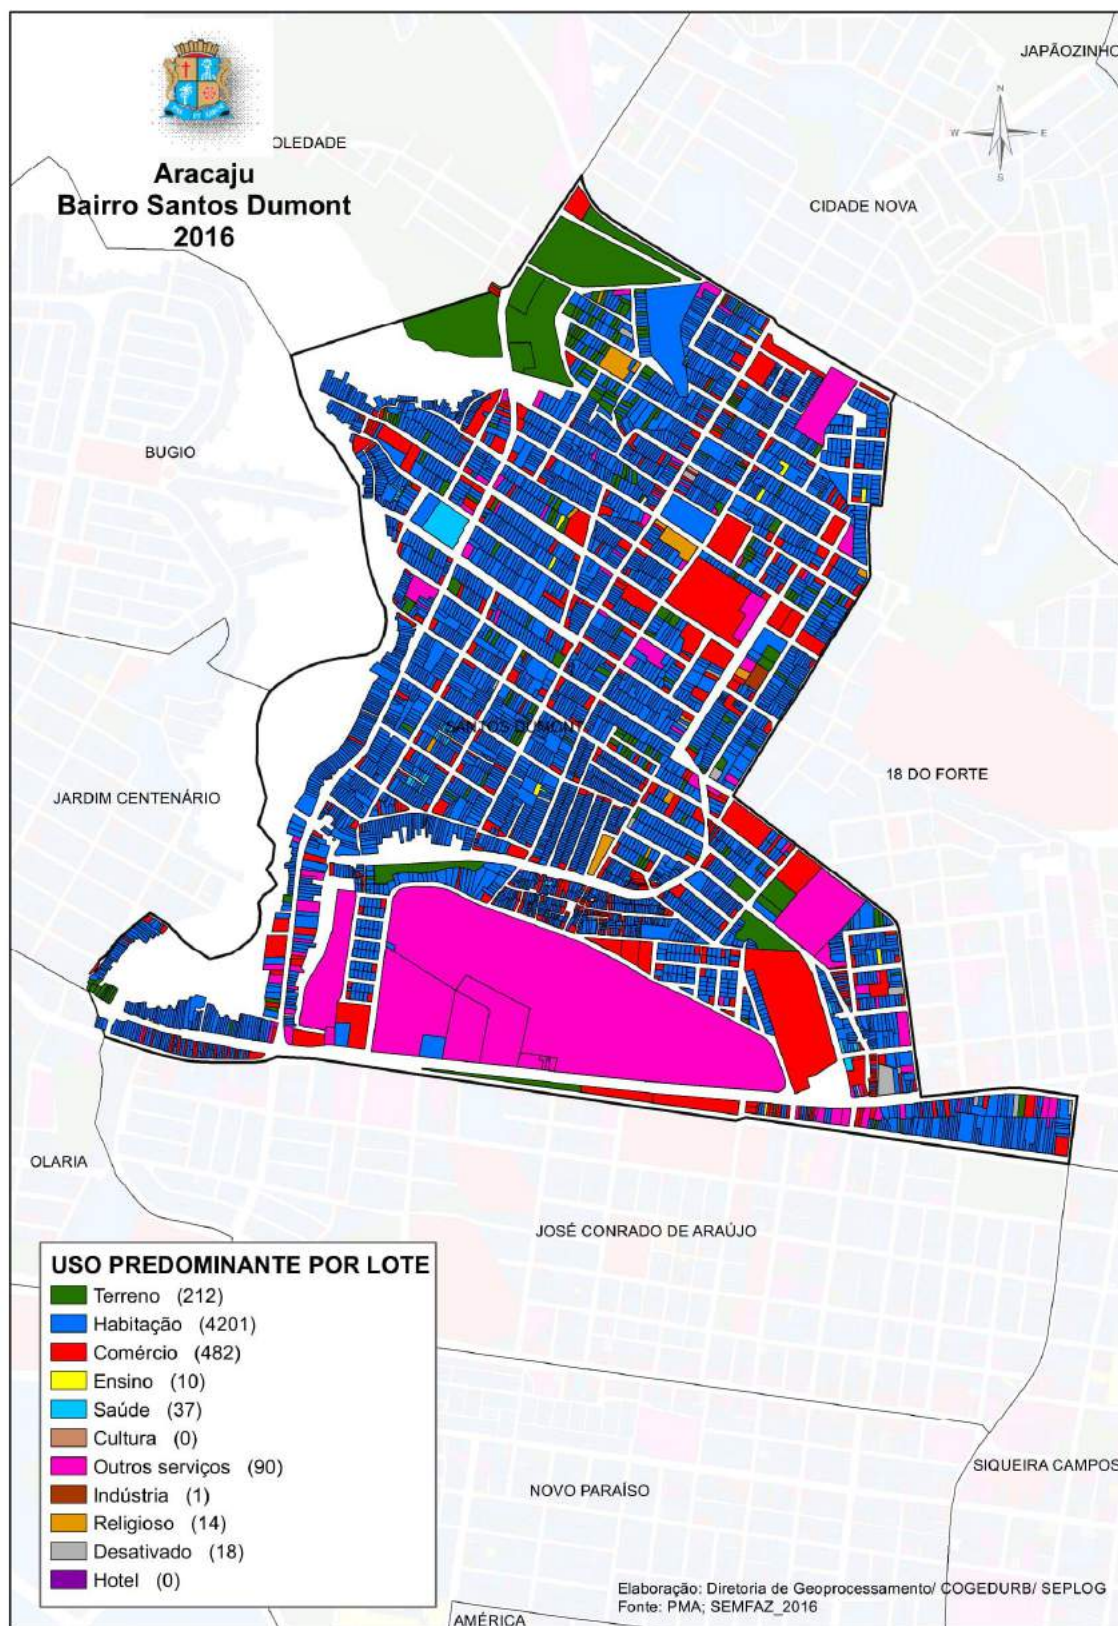 JAPÃOZINHO
OLEDADE
Aracaju
Bairro Santos Dumont
2016
N
W E
S
CIDADE NOVA
BUGIO
SANTOS DUMONT
18 DO FORTE
JARDIM CENTENÁRIO
OLARIA
JOSÉ CONRADO DE ARAÚJO
USO PREDOMINANTE POR LOTE
Terreno (212)
Habitação (4201)
Comércio (482)
Ensino (10)
Saúde (37)
Cultura (0)
Outros serviços (90)
Indústria (1)
Religioso (14)
Desativado (18)
Hotel (0)
SIQUEIRA CAMPOS
NOVO PARAÍSO
Elaboração: Diretoria de Geoprocessamento/ COGEDURB/ SEPLOG
Fonte: PMA; SEMFAZ_2016
AMÉRICA